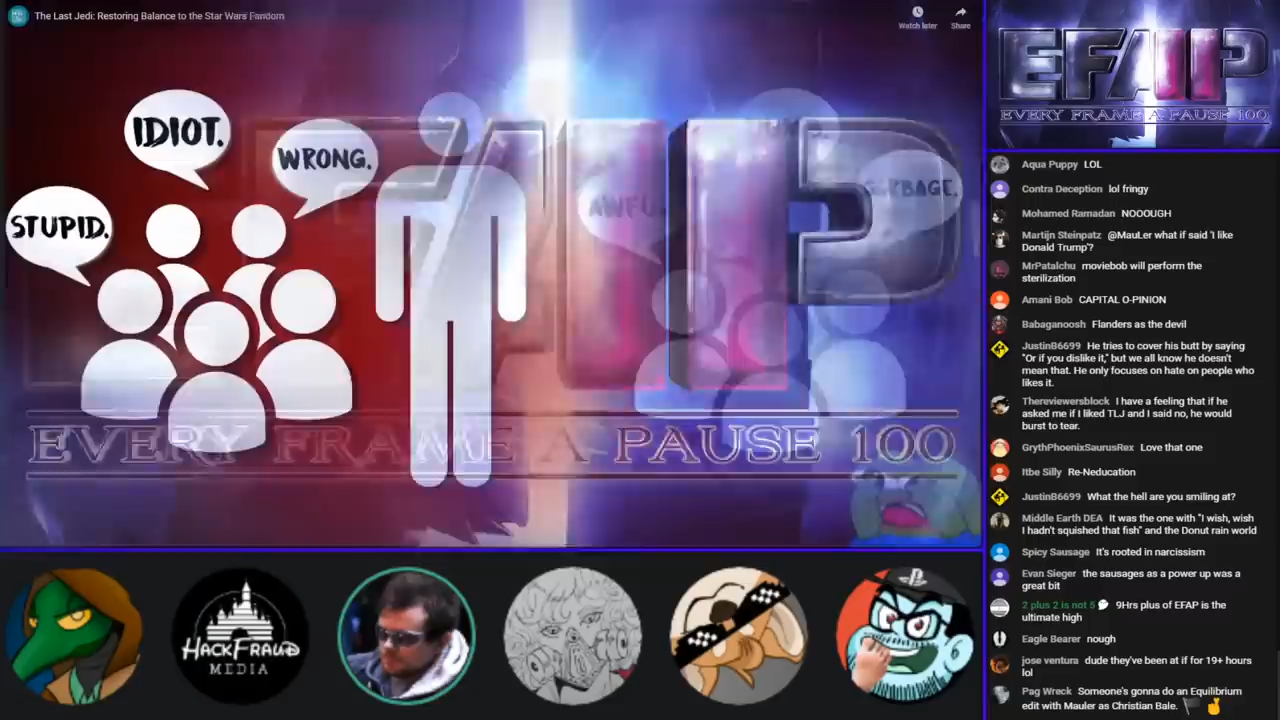 The Last Jedi: Restoring Balance to the Star Wars Fandom
Watch later
Share
IDIOT.
WRONG.
STUPID.
AWFUL.
GARBAGE.
EVERY FRAME A PAUSE 100
HACKFRAUD
MEDIA
EFAP
EVERY FRAME A PAUSE 100
Aqua Puppy LOL
Contra Deception lol fringy
Mohamed Ramadan NOOOUGH
Martijn Steinpatz @MauLer what if said 'I like
Donald Trump'?
MrPatalchu moviebob will perform the
sterilization
Amani Bob CAPITAL O-PINION
Babaganoosh Flanders as the devil
JustinB6699 He tries to cover his butt by saying
"Or if you dislike it," but we all know he doesn't
mean that. He only focuses on hate on people who
likes it.
Thereviewersblock I have a feeling that if he
asked me if I liked TLJ and I said no, he would
burst to tear.
GrythPhoenixSaurusRex Love that one
Itbe Silly Re-Neducation
JustinB6699 What the hell are you smiling at?
Middle Earth DEA It was the one with "I wish, wish
I hadn't squished that fish" and the Donut rain world
Spicy Sausage It's rooted in narcissism
Evan Sieger the sausages as a power up was a
great bit
2 plus 2 is not 5 9Hrs plus of EFAP is the
ultimate high
Eagle Bearer nough
jose ventura dude they've been at if for 19+ hours
lol
Pag Wreck Someone's gonna do an Equilibrium
edit with Mauler as Christian Bale.